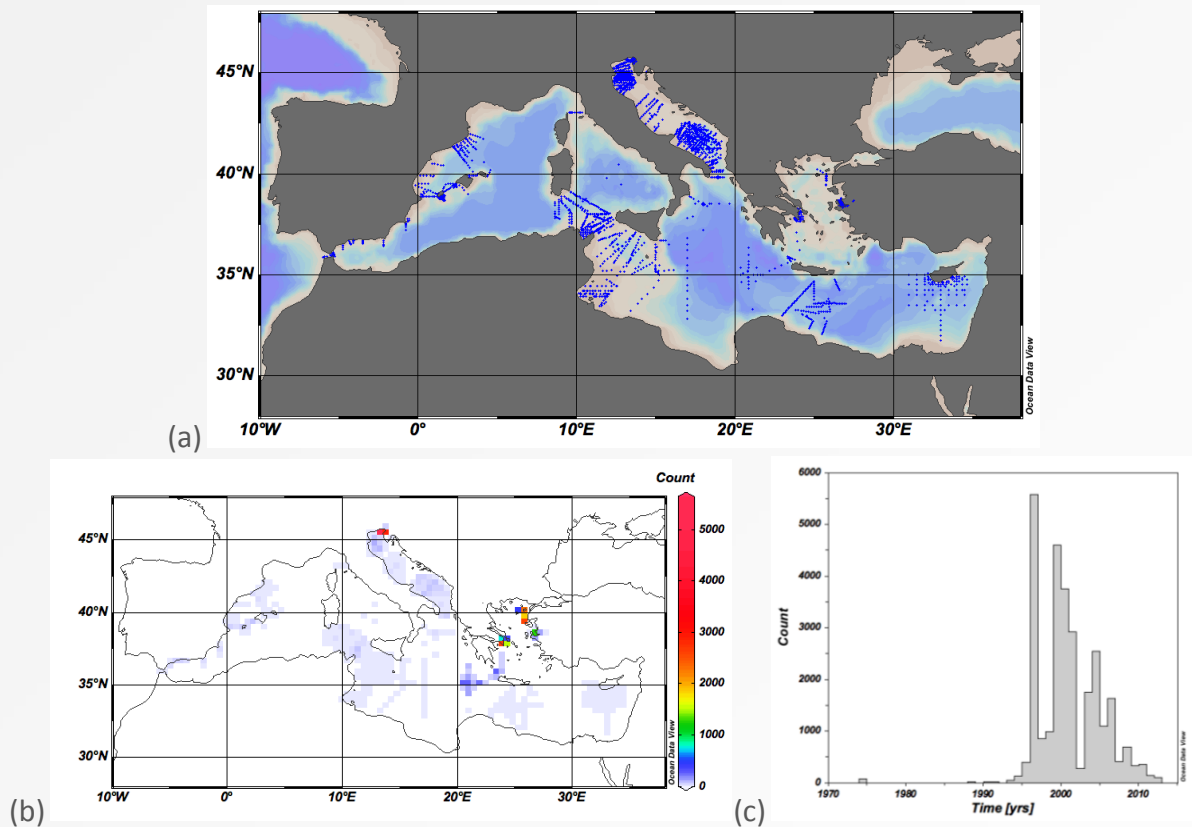 45°N
40°N
35°N
30°N
10°W 0° 10°E 20°E 30°E
Ocean Data View
(a)
Count
45°N
40°N
35°N
30°N
10°W 0° 10°E 20°E 30°E
5000
4000
3000
2000
1000
0
Ocean Data View
(b)
6000
5000
4000
3000
2000
1000
0
Count
1970 1980 1990 2000 2010
Time [yrs]
Ocean Data View
(c)